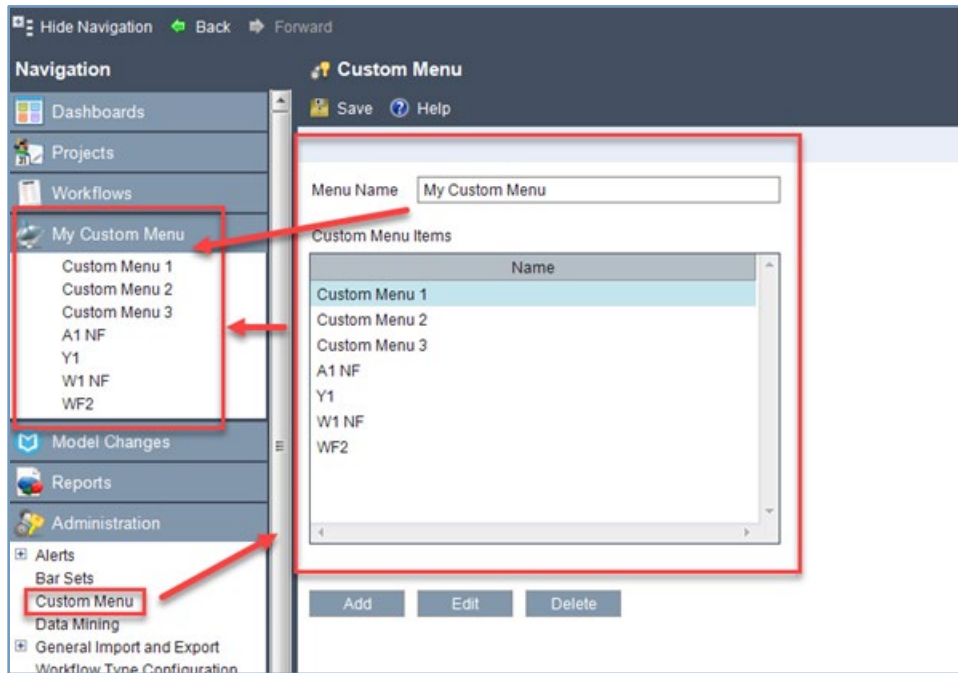 Hide Navigation Back Forward
Navigation
Dashboards
Projects
Workflows
My Custom Menu
Custom Menu 1
Custom Menu 2
Custom Menu 3
A1 NF
Y1
W1 NF
WF2
Model Changes
Reports
Administration
Alerts
Bar Sets
Custom Menu
Data Mining
General Import and Export
Workflow Type Configuration
Custom Menu
Save Help
Menu Name My Custom Menu
Custom Menu Items
Name
Custom Menu 1
Custom Menu 2
Custom Menu 3
A1 NF
Y1
W1 NF
WF2
Add Edit Delete